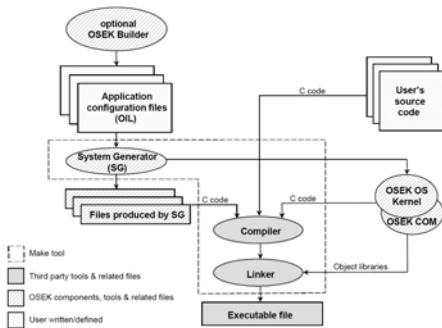 optional
OSEK Builder
Application
configuration files
(OIL)
C code
User's
source
code
System Generator
(SG)
Files produced by SG
C code
C code
OSEK OS
Kernel
OSEK COM
Compiler
Linker
Object libraries
Executable file
Make tool
Third party tools & related files
OSEK components, tools & related files
User written/defined